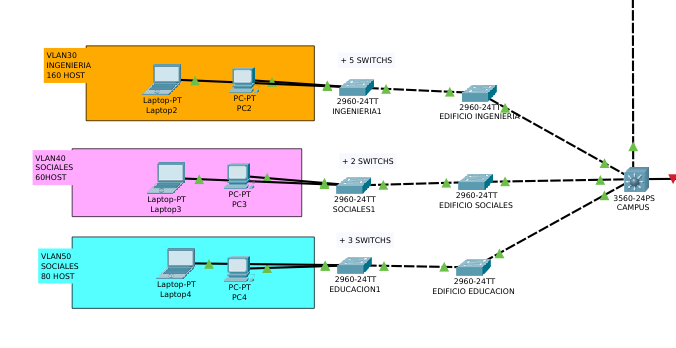 VLAN30
INGENIERIA
160 HOST
Laptop-PT
Laptop2
PC-PT
PC2
+ 5 SWITCHS
2960-24TT
INGENIERIA1
2960-24TT
EDIFICIO INGENIERIA
VLAN40
SOCIALES
60HOST
Laptop-PT
Laptop3
PC-PT
PC3
+ 2 SWITCHS
2960-24TT
SOCIALES1
2960-24TT
EDIFICIO SOCIALES
3560-24PS
CAMPUS
VLAN50
SOCIALES
80 HOST
Laptop-PT
Laptop4
PC-PT
PC4
+ 3 SWITCHS
2960-24TT
EDUCACION1
2960-24TT
EDIFICIO EDUCACION